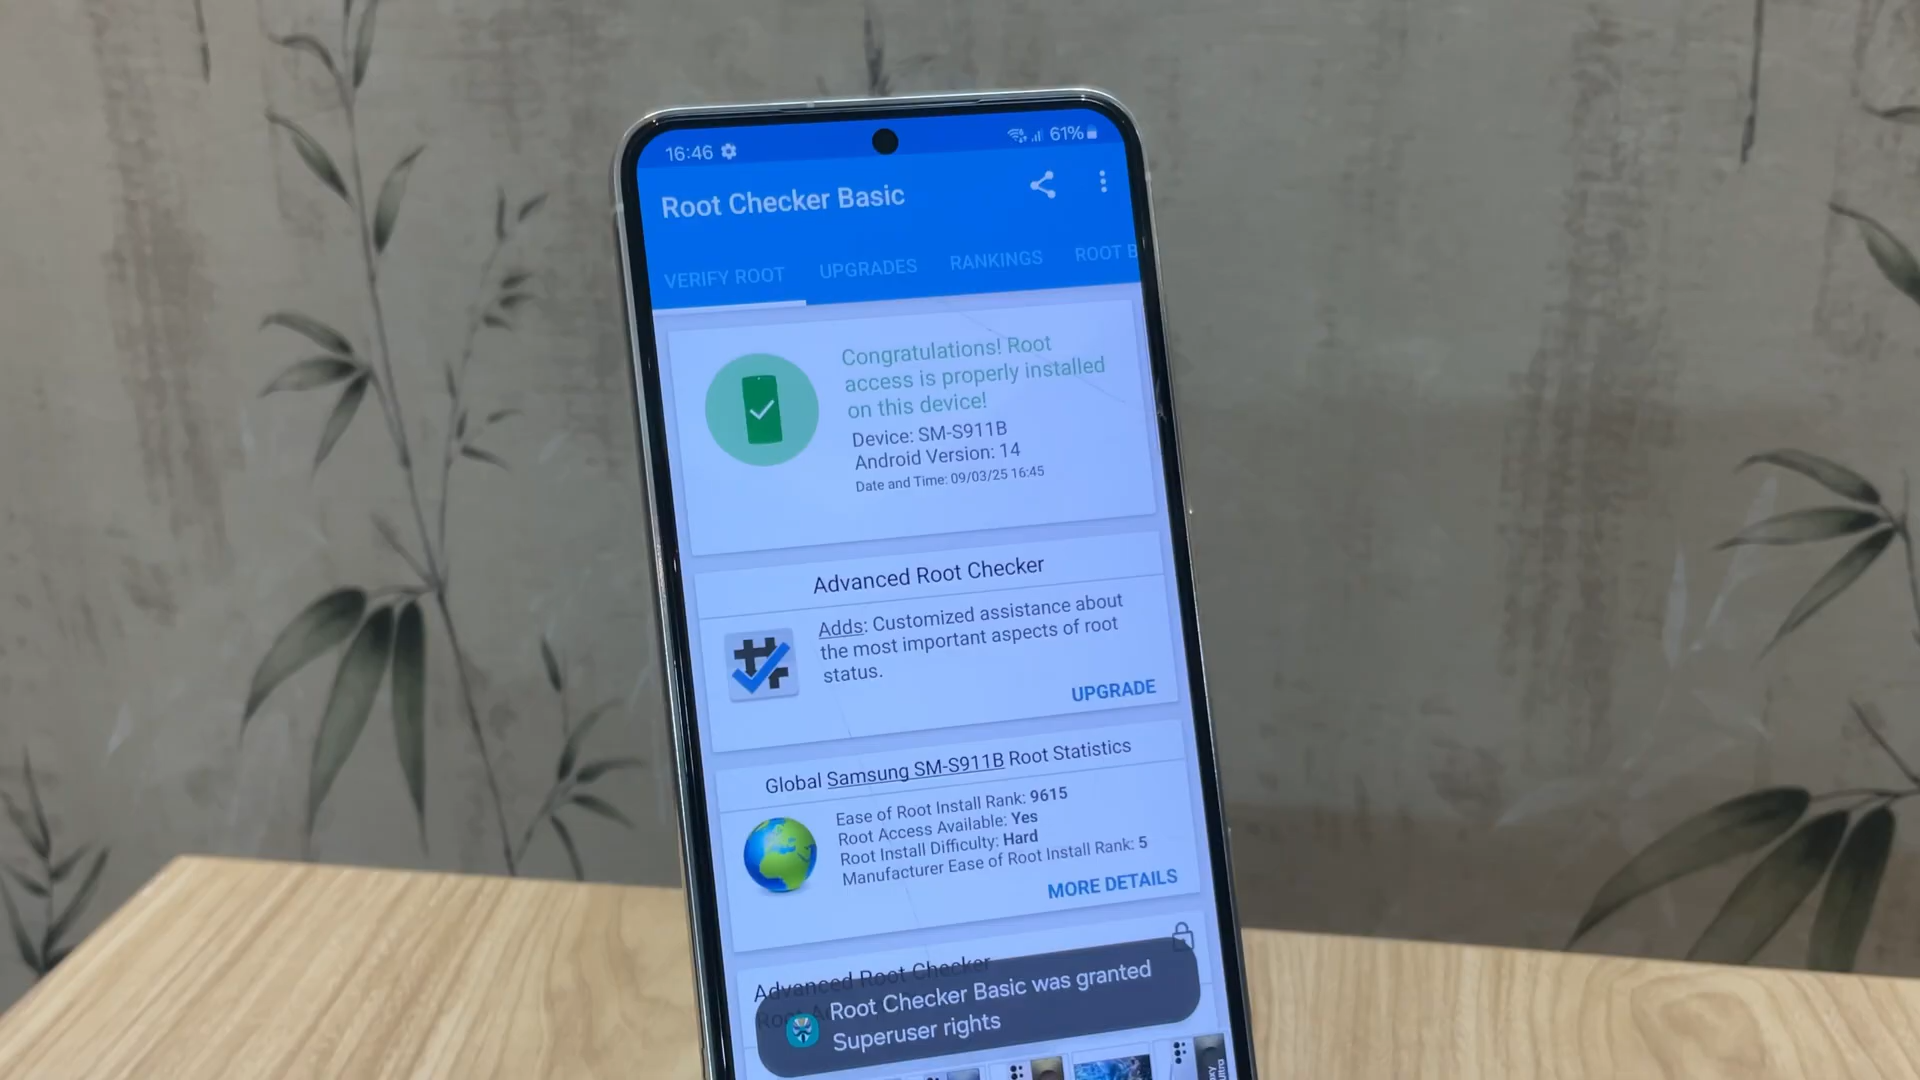 16:46
61%
Root Checker Basic
VERIFY ROOT
UPGRADES
RANKINGS
ROOT B
Congratulations! Root
access is properly installed
on this device!
Device: SM-S911B
Android Version: 14
Date and Time: 09/03/25 16:45
Advanced Root Checker
Adds: Customized assistance about
the most important aspects of root
status.
UPGRADE
Global Samsung SM-S911B Root Statistics
Ease of Root Install Rank: 9615
Root Access Available: Yes
Root Install Difficulty: Hard
Manufacturer Ease of Root Install Rank: 5
MORE DETAILS
Advanced Root Checker
Root Checker Basic was granted
Superuser rights